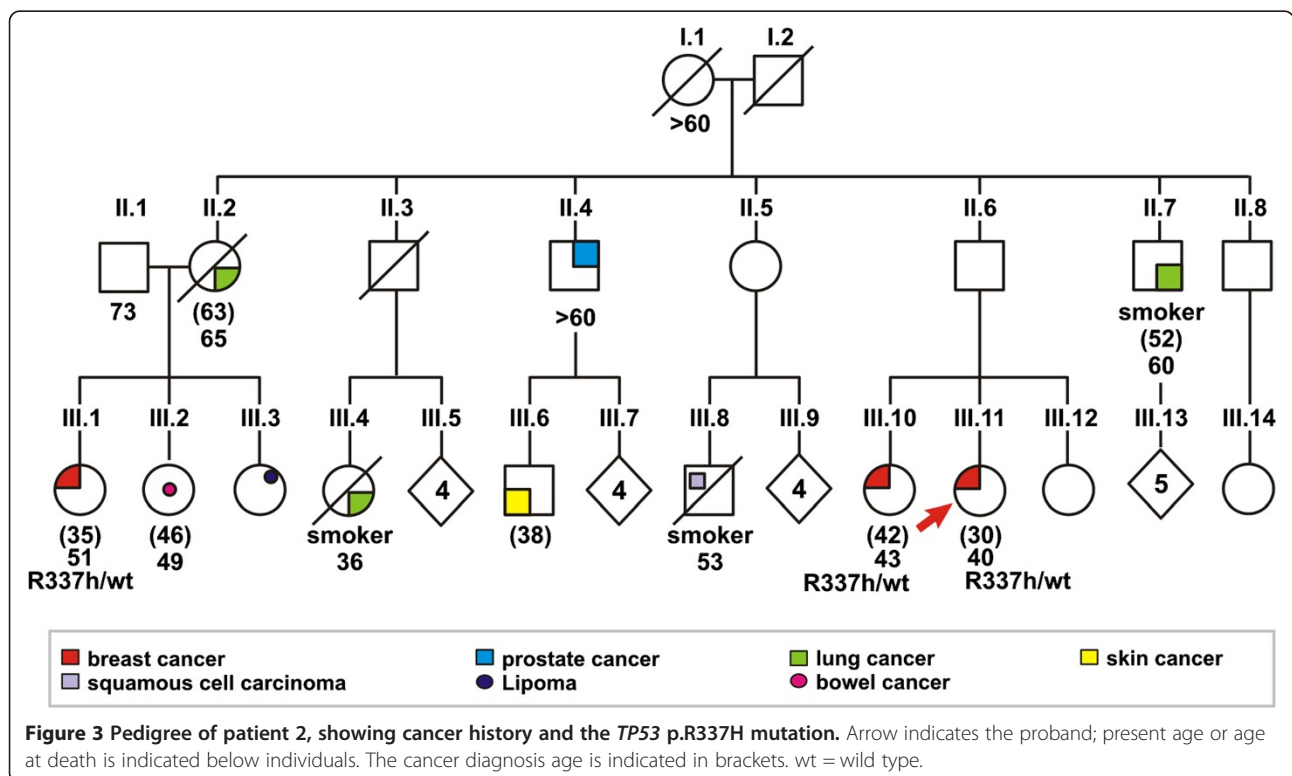 I.1 I.2
>60
II.1 II.2 II.3 II.4 II.5 II.6 II.7 II.8
73 (63) >60 smoker
65 (52)
60
III.1 III.2 III.3 III.4 III.5 III.6 III.7 III.8 III.9 III.10 III.11 III.12 III.13 III.14
4 4 4 5
(35) (46) smoker (38) smoker (42) (30)
51 49 36 53 43 40
R337h/wt R337h/wt R337h/wt
breast cancer prostate cancer lung cancer skin cancer
squamous cell carcinoma Lipoma bowel cancer
Figure 3 Pedigree of patient 2, showing cancer history and the TP53 p.R337H mutation. Arrow indicates the proband; present age or age
at death is indicated below individuals. The cancer diagnosis age is indicated in brackets. wt = wild type.